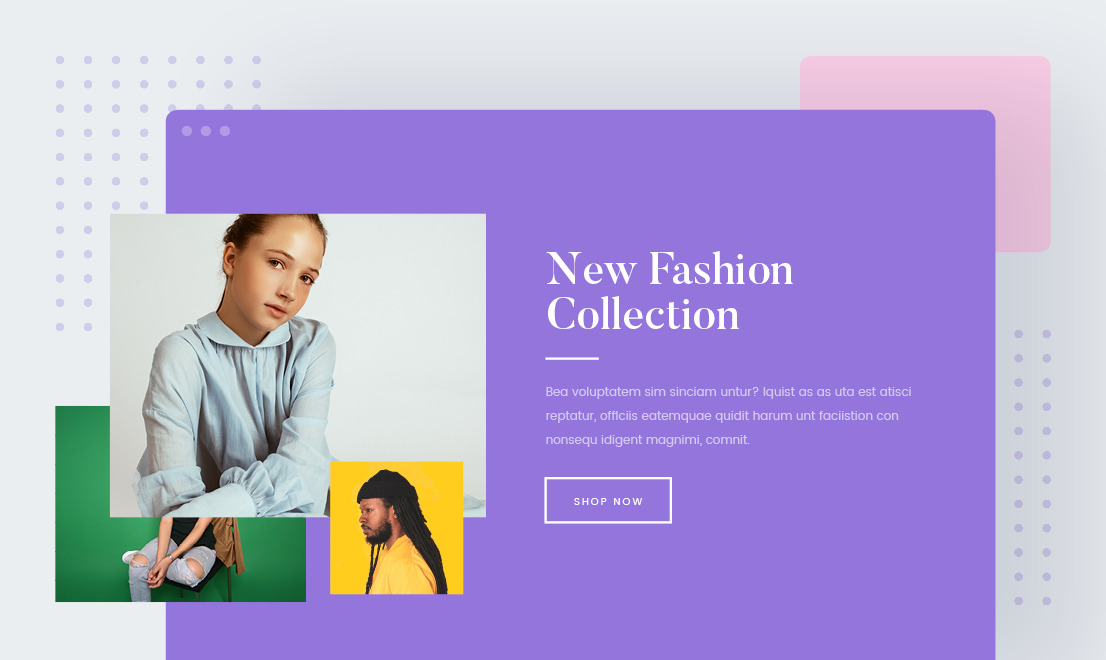 New Fashion
Collection
Bea voluptatem sim sinciam untur? Iquist as as uta est atisci
reptatur, officiis eatemquae quidit harum unt faciistion con
nonsequ idigent magnimi, comnit.
SHOP NOW